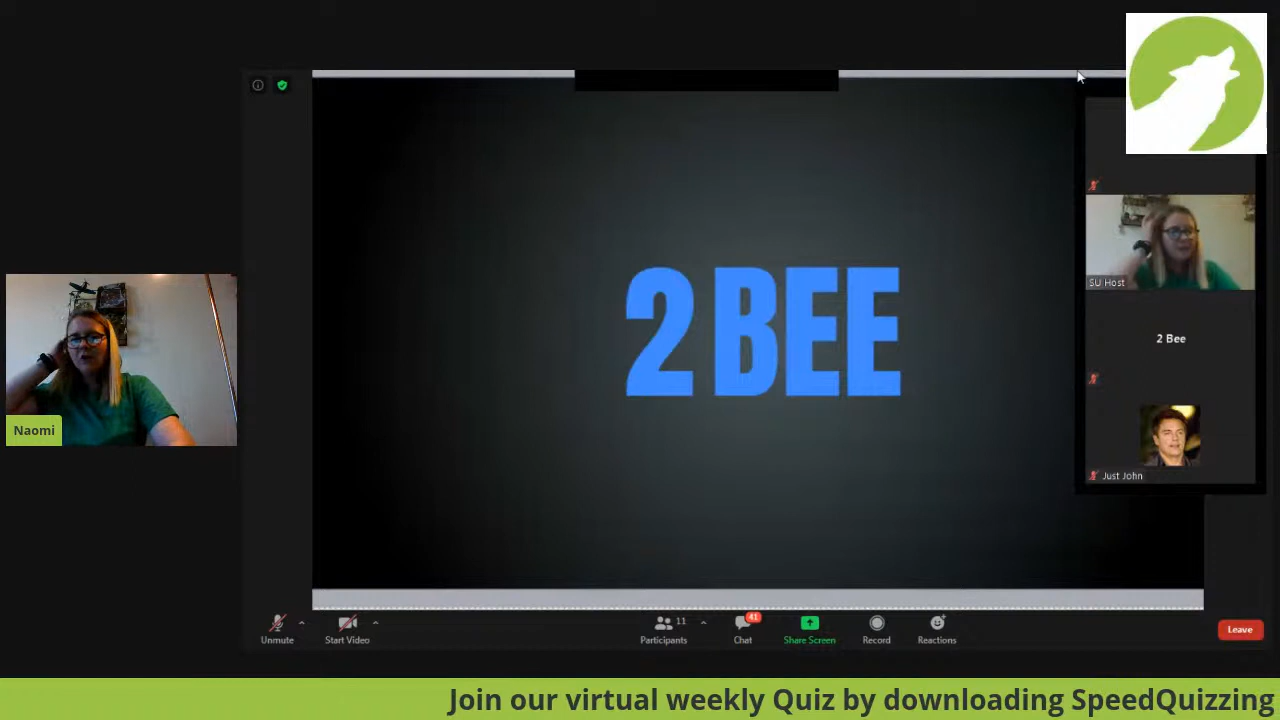 2 BEE
SU Host
2 Bee
Just John
Naomi
Unmute
Start Video
11
Participants
41
Chat
Share Screen
Record
Reactions
Leave
Join our virtual weekly Quiz by downloading SpeedQuizzing